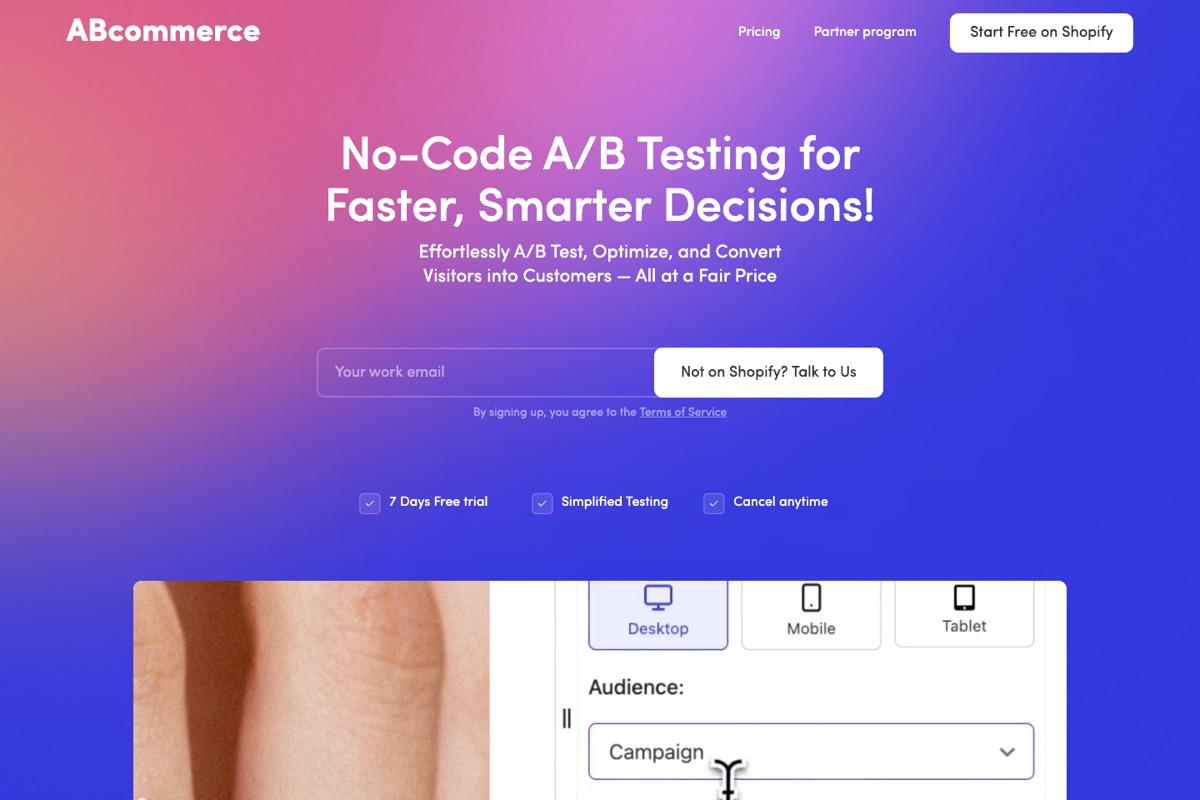 ABcommerce
Pricing
Partner program
Start Free on Shopify
No-Code A/B Testing for
Faster, Smarter Decisions!
Effortlessly A/B Test, Optimize, and Convert
Visitors into Customers — All at a Fair Price
Your work email
Not on Shopify? Talk to Us
By signing up, you agree to the Terms of Service
7 Days Free trial
Simplified Testing
Cancel anytime
Desktop
Mobile
Tablet
Audience:
Campaign